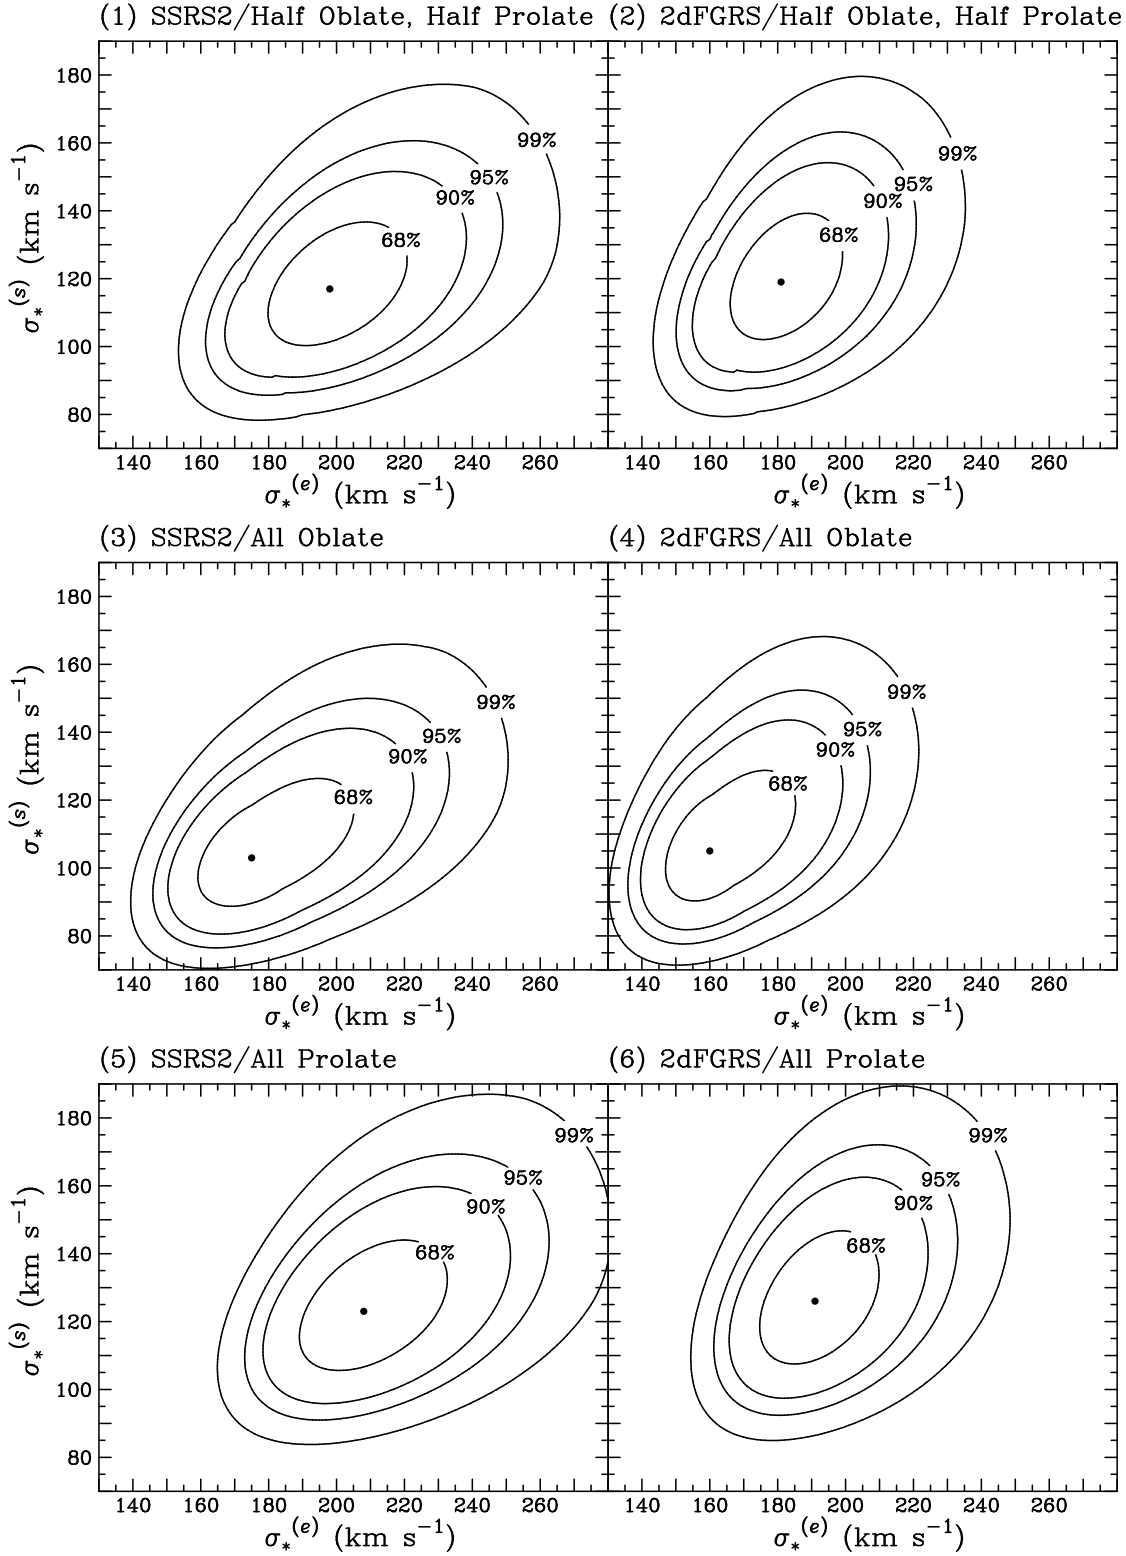 (1) SSRS2/Half Oblate, Half Prolate
(2) 2dFGRS/Half Oblate, Half Prolate
180
160
140
120
100
80
σ*(s) (km s−1)
99%
95%
90%
68%
99%
95%
90%
68%
140 160 180 200 220 240 260
140 160 180 200 220 240 260
σ*(e) (km s−1)
σ*(e) (km s−1)
(3) SSRS2/All Oblate
(4) 2dFGRS/All Oblate
180
160
140
120
100
80
σ*(s) (km s−1)
99%
95%
90%
68%
99%
95%
90%
68%
140 160 180 200 220 240 260
140 160 180 200 220 240 260
σ*(e) (km s−1)
σ*(e) (km s−1)
(5) SSRS2/All Prolate
(6) 2dFGRS/All Prolate
180
160
140
120
100
80
σ*(s) (km s−1)
99%
95%
90%
68%
99%
95%
90%
68%
140 160 180 200 220 240 260
140 160 180 200 220 240 260
σ*(e) (km s−1)
σ*(e) (km s−1)